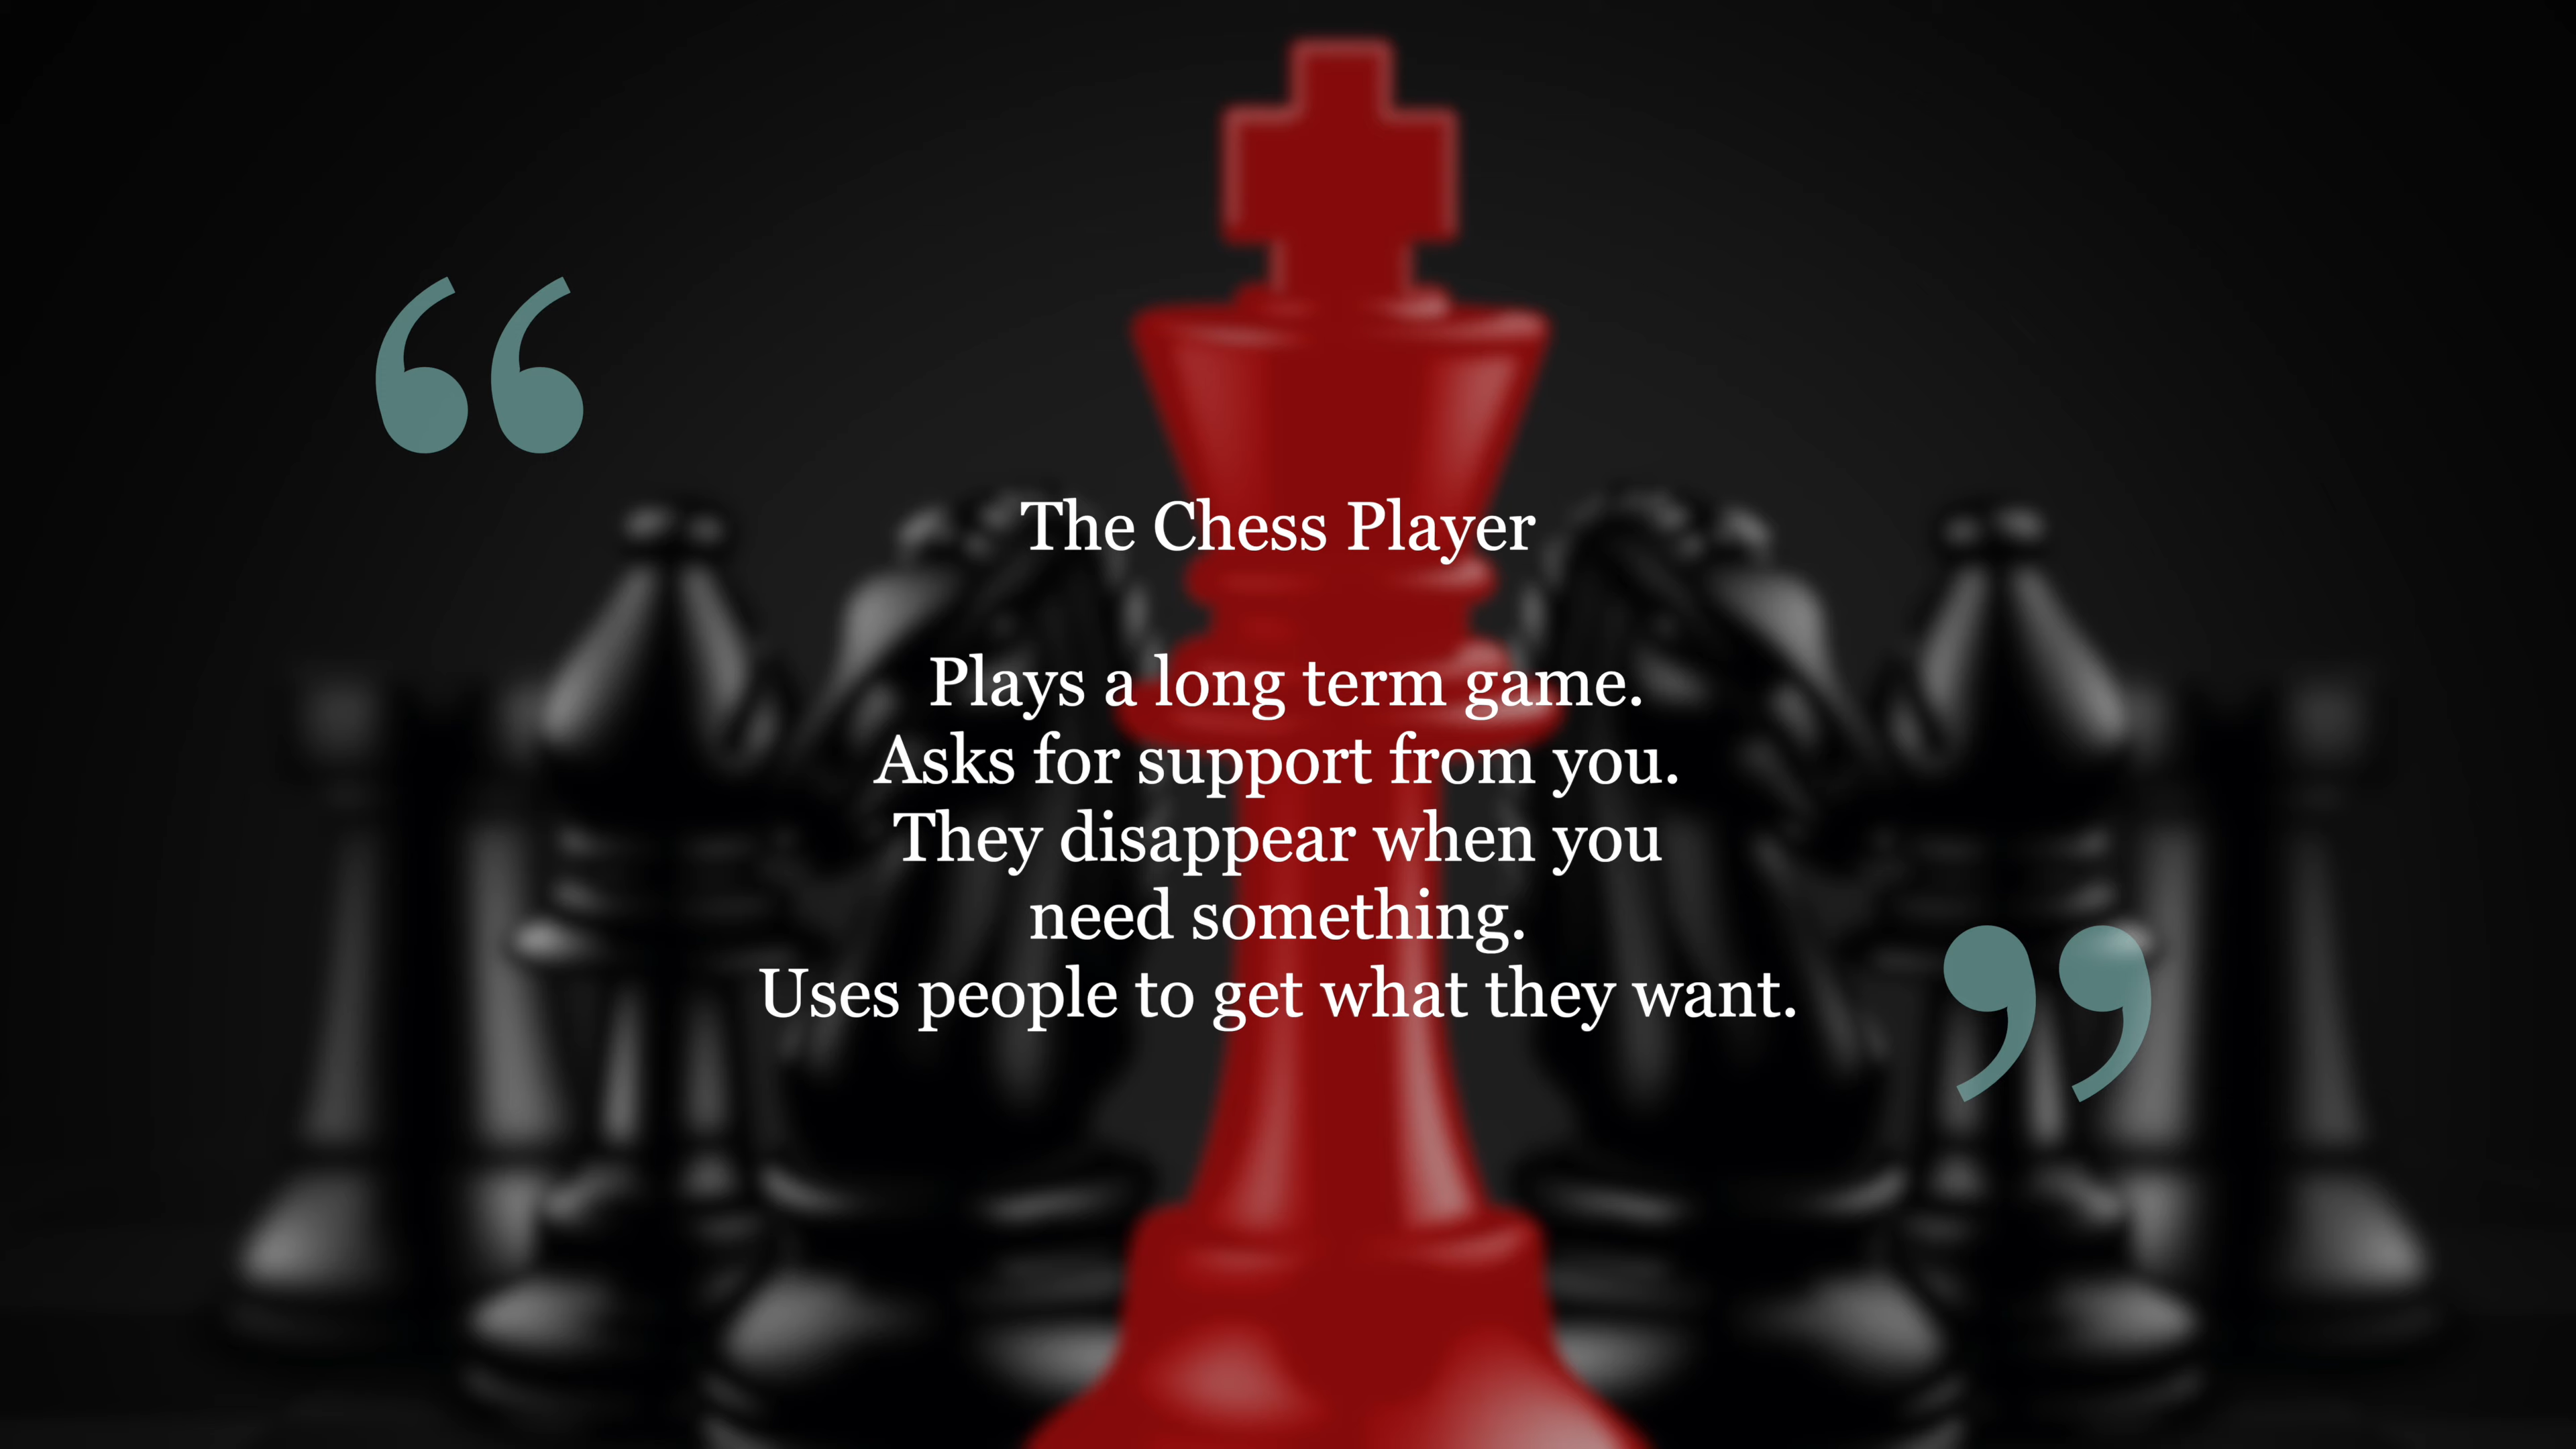 “
The Chess Player
Plays a long term game.
Asks for support from you.
They disappear when you
need something.
Uses people to get what they want.
”